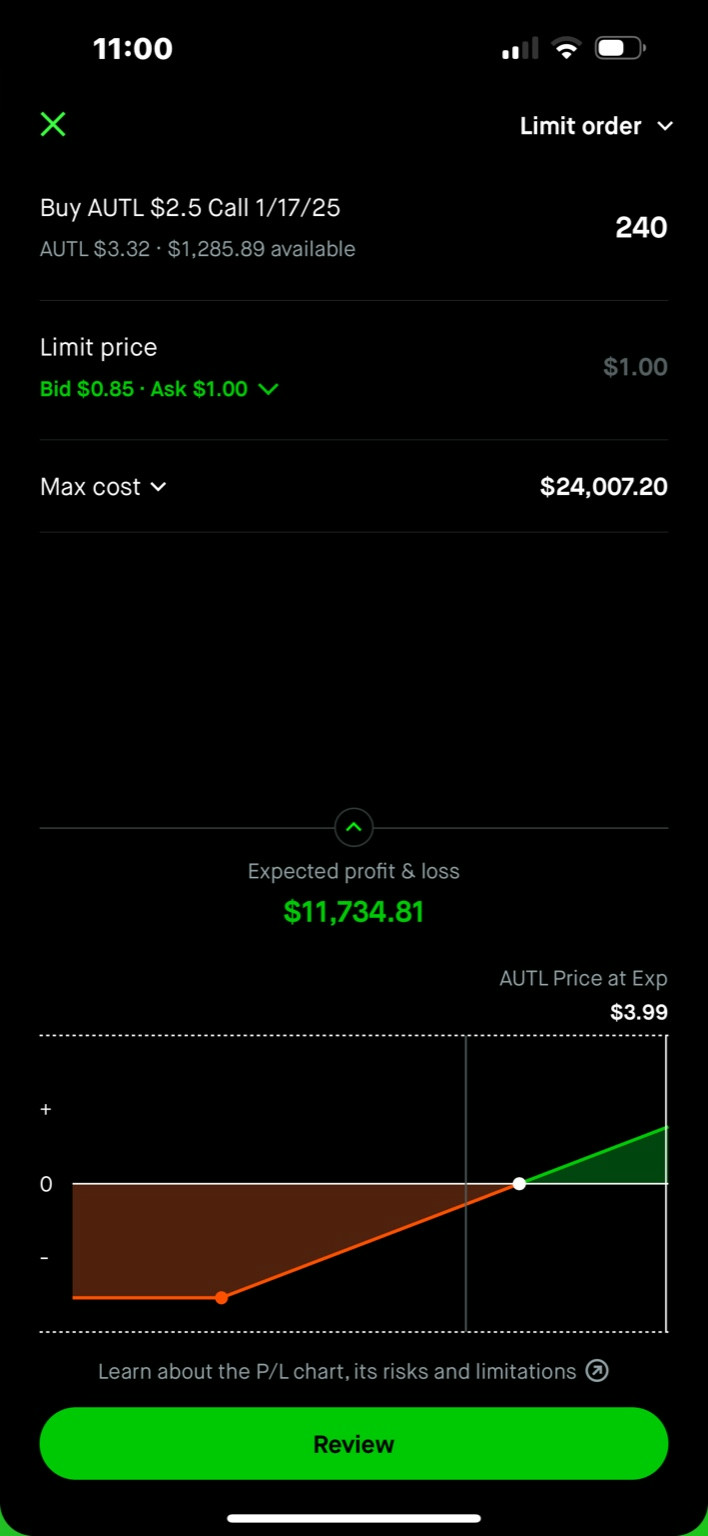 11:00
Limit order
Buy AUTL $2.5 Call 1/17/25
240
AUTL $3.32 · $1,285.89 available
Limit price
$1.00
Bid $0.85 · Ask $1.00
Max cost
$24,007.20
Expected profit & loss
$11,734.81
AUTL Price at Exp
$3.99
+
0
-
Learn about the P/L chart, its risks and limitations
Review